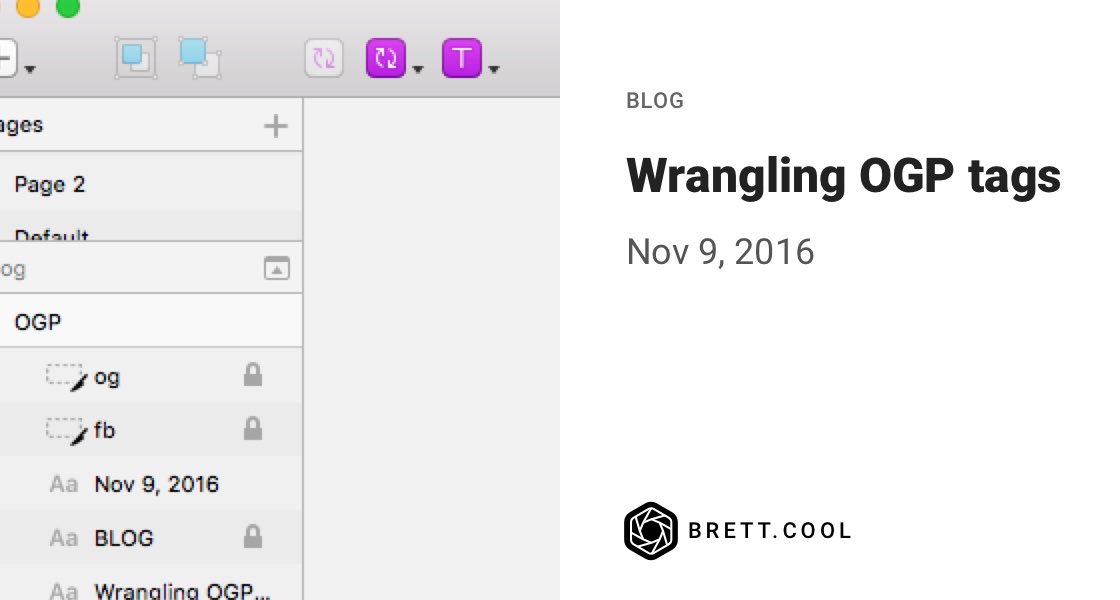 T
ages
Page 2
Default
og
OGP
og
fb
Aa Nov 9, 2016
Aa BLOG
Aa Wrangling OGP...
BLOG
Wrangling OGP tags
Nov 9, 2016
BRETT.COOL